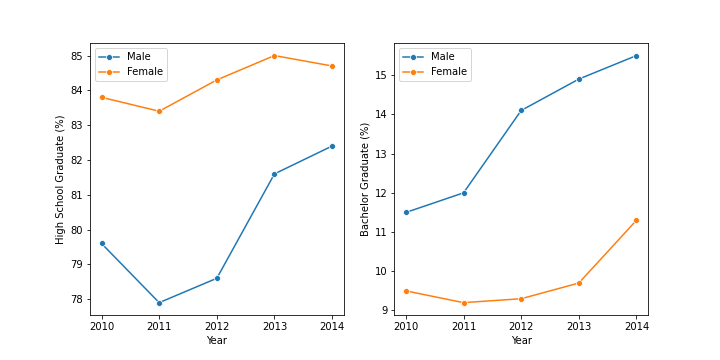 Male
Female
High School Graduate (%)
85
84
83
82
81
80
79
78
2010 2011 2012 2013 2014
Year
Male
Female
Bachelor Graduate (%)
15
14
13
12
11
10
9
2010 2011 2012 2013 2014
Year